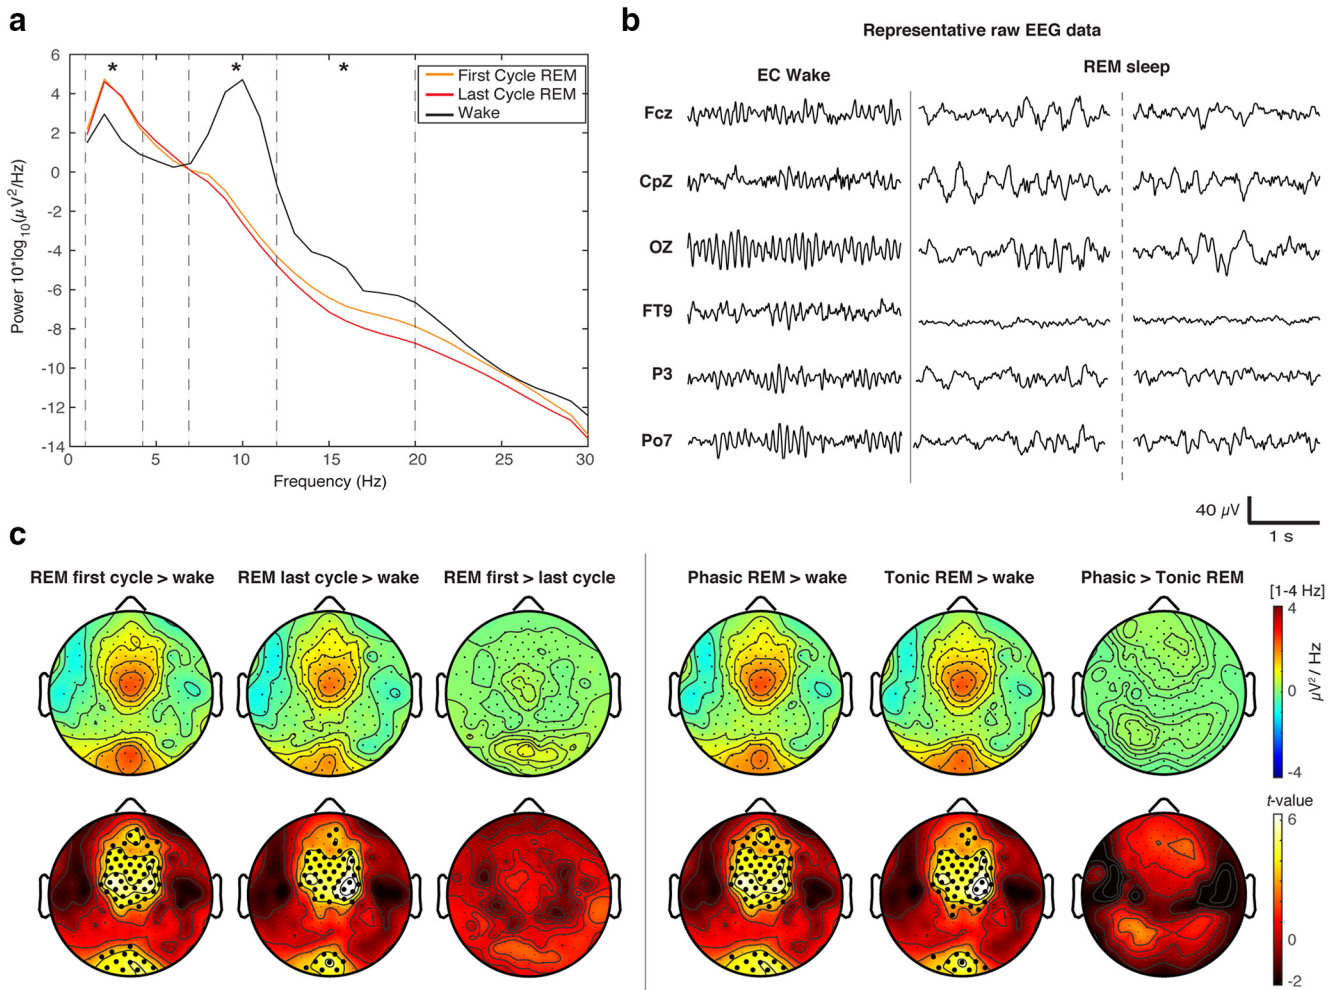 a
6
4
2
0
-2
-4
-6
-8
-10
-12
-14
Power 10*log10(μV2/Hz)
* * *
First Cycle REM
Last Cycle REM
Wake
0 5 10 15 20 25 30
Frequency (Hz)
b
Representative raw EEG data
EC Wake
REM sleep
Fcz
CpZ
OZ
FT9
P3
Po7
40 μV
1 s
c
REM first cycle > wake
REM last cycle > wake
REM first > last cycle
Phasic REM > wake
Tonic REM > wake
Phasic > Tonic REM
[1-4 Hz]
4
0
-4
μV2/ Hz
t-value
6
0
-2